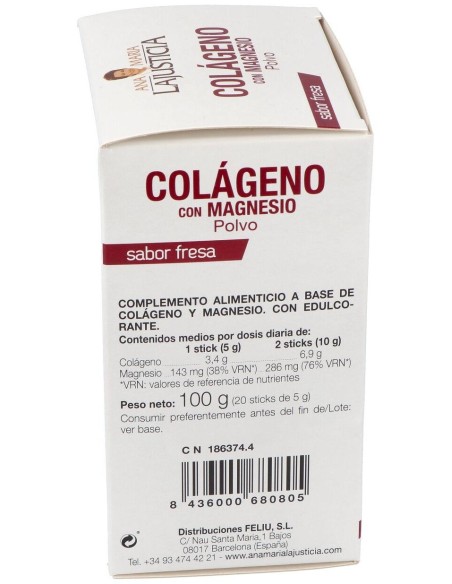 ANA MARIA
LAJUSTICIA
COLÁGENO
CON MAGNESIO
Polvo
sabor fresa
COLÁGENO
CON MAGNESIO
Polvo
sabor fresa
COMPLEMENTO ALIMENTICIO A BASE DE
COLÁGENO Y MAGNESIO. CON EDULCO-
RANTE.
Contenidos medios por dosis diaria de:
1 stick (5 g) 2 sticks (10 g)
Colágeno 3,4 g 6,9 g
Magnesio 143 mg (38% VRN*) 286 mg (76% VRN*)
*VRN: valores de referencia de nutrientes
Peso neto: 100 g (20 sticks de 5 g)
Consumir preferentemente antes del fin de/Lote:
ver base.
C N 186374.4
8 436000 680805
Distribuciones FELIU, S.L.
C/ Nau Santa Maria,1 Bajos
08017 Barcelona (España)
Tel. +34 93 474 42 21 - www.anamarialajusticia.com